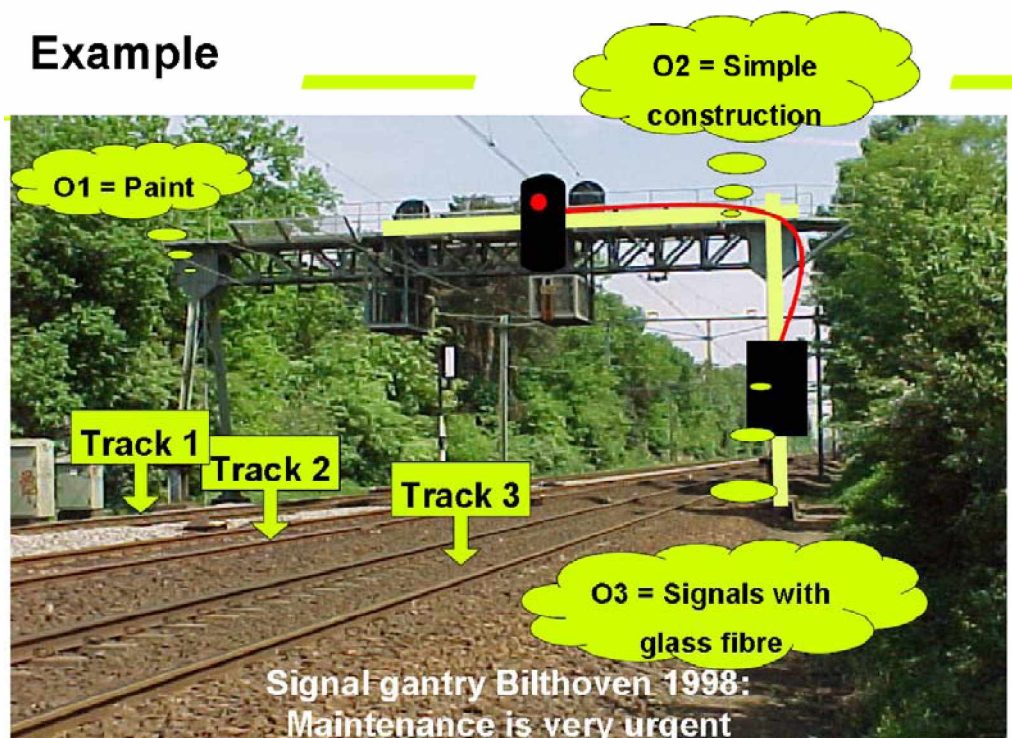 Example
O2 = Simple
construction
O1 = Paint
Track 1
Track 2
Track 3
O3 = Signals with
glass fibre
Signal gantry Bilthoven 1998:
Maintenance is very urgent